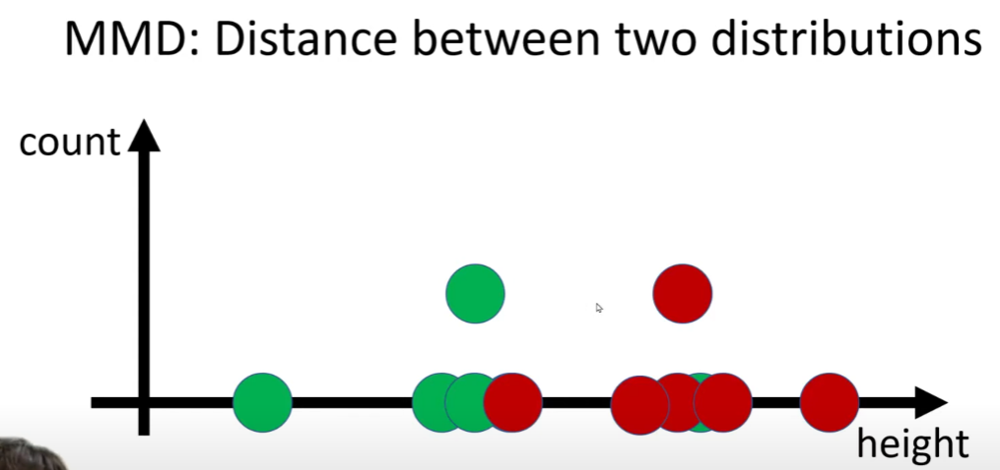 MMD: Distance between two distributions
count
height